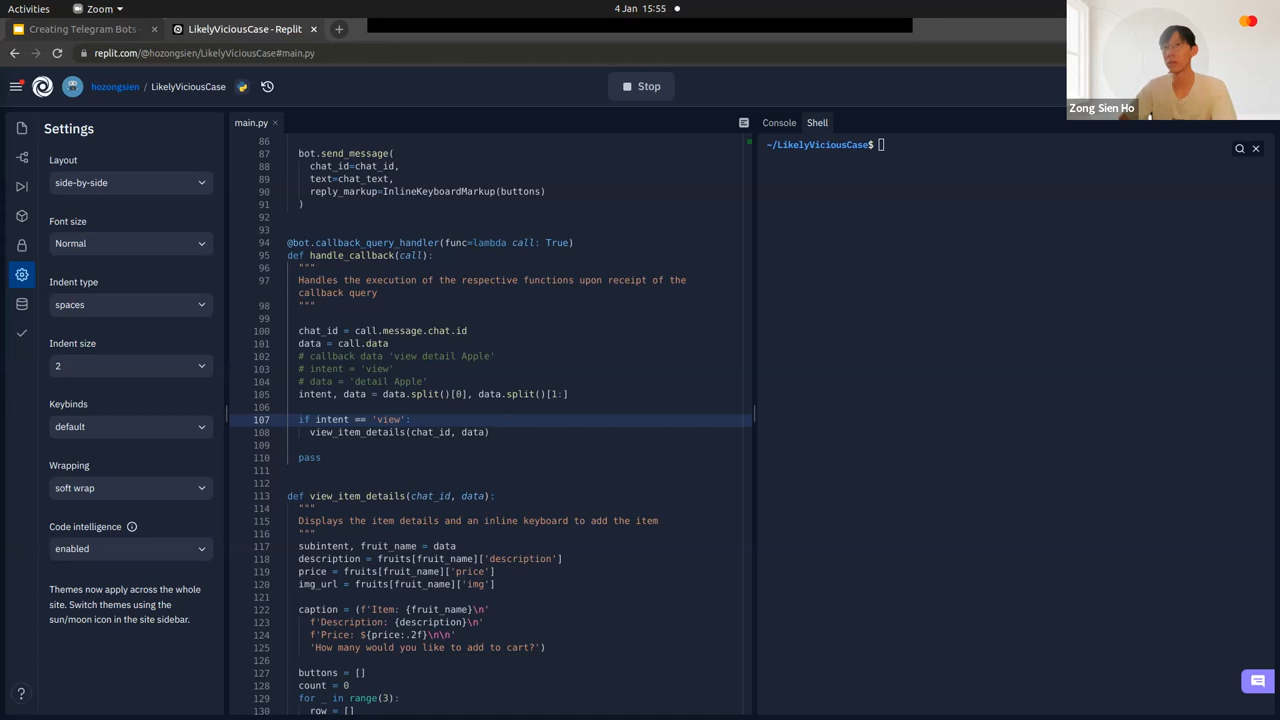 Activities
Zoom
4 Jan 15:55
Creating Telegram Bots -
LikelyViciousCase - Replit
replit.com/@hozongsien/LikelyViciousCase#main.py
Zong Sien Ho
hozongsien / LikelyViciousCase
Stop
Settings
Layout
side-by-side
Font size
Normal
Indent type
spaces
Indent size
2
Keybinds
default
Wrapping
soft wrap
Code intelligence
enabled
Themes now apply across the whole
site. Switch themes using the
sun/moon icon in the site sidebar.
main.py
86
87 bot.send_message(
88 chat_id=chat_id,
89 text=chat_text,
90 reply_markup=InlineKeyboardMarkup(buttons)
91 )
92
93
94 @bot.callback_query_handler(func=lambda call: True)
95 def handle_callback(call):
96 """
97 Handles the execution of the respective functions upon receipt of the
callback query
98 """
99
100 chat_id = call.message.chat.id
101 data = call.data
102 # callback data 'view detail Apple'
103 # intent = 'view'
104 # data = 'detail Apple'
105 intent, data = data.split()[0], data.split()[1:]
106
107 if intent == 'view':
108 view_item_details(chat_id, data)
109
110 pass
111
112
113 def view_item_details(chat_id, data):
114 """
115 Displays the item details and an inline keyboard to add the item
116 """
117 subintent, fruit_name = data
118 description = fruits[fruit_name]['description']
119 price = fruits[fruit_name]['price']
120 img_url = fruits[fruit_name]['img']
121
122 caption = (f'Item: {fruit_name}\n'
123 f'Description: {description}\n'
124 f'Price: ${price:.2f}\n\n'
125 'How many would you like to add to cart?')
126
127 buttons = []
128 count = 0
129 for _ in range(3):
130 row = []
Console
Shell
~/LikelyViciousCase$